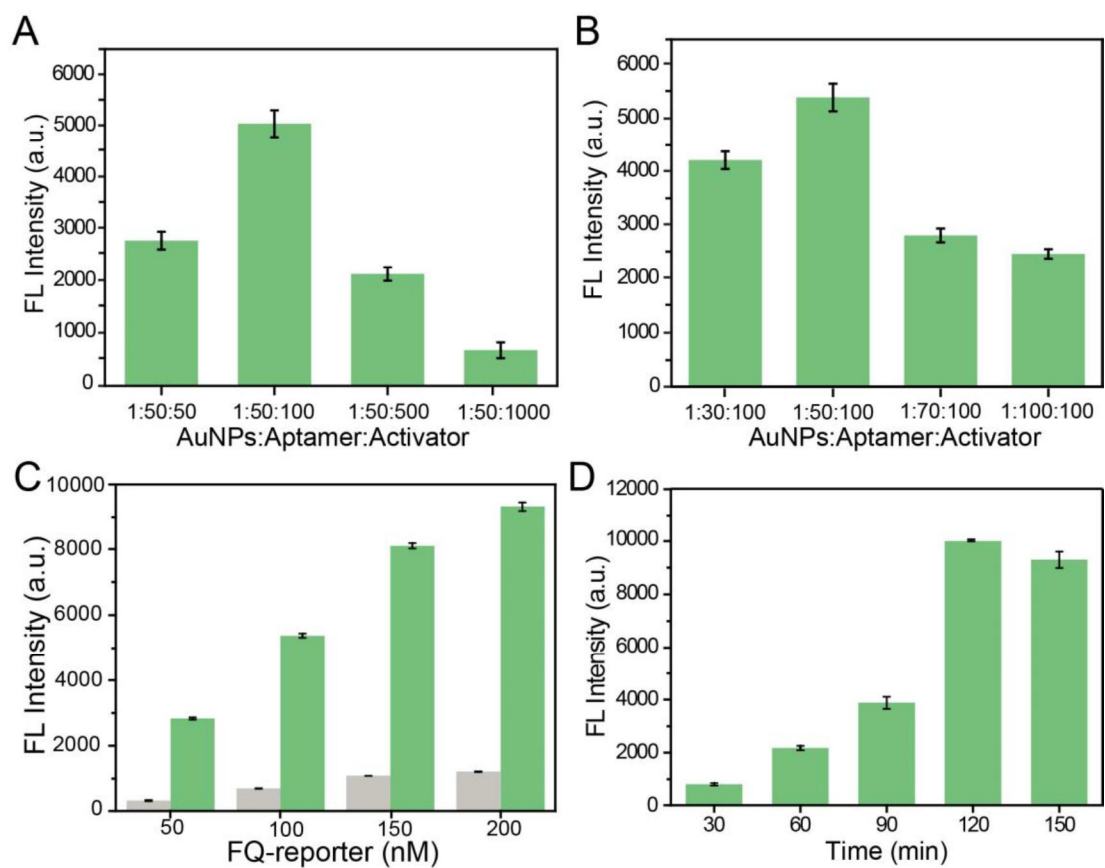 A
FL Intensity (a.u.)
6000
5000
4000
3000
2000
1000
0
1:50:50 1:50:100 1:50:500 1:50:1000
AuNPs:Aptamer:Activator
B
FL Intensity (a.u.)
6000
5000
4000
3000
2000
1000
0
1:30:100 1:50:100 1:70:100 1:100:100
AuNPs:Aptamer:Activator
C
FL Intensity (a.u.)
10000
8000
6000
4000
2000
0
50 100 150 200
FQ-reporter (nM)
D
FL Intensity (a.u.)
12000
10000
8000
6000
4000
2000
0
30 60 90 120 150
Time (min)